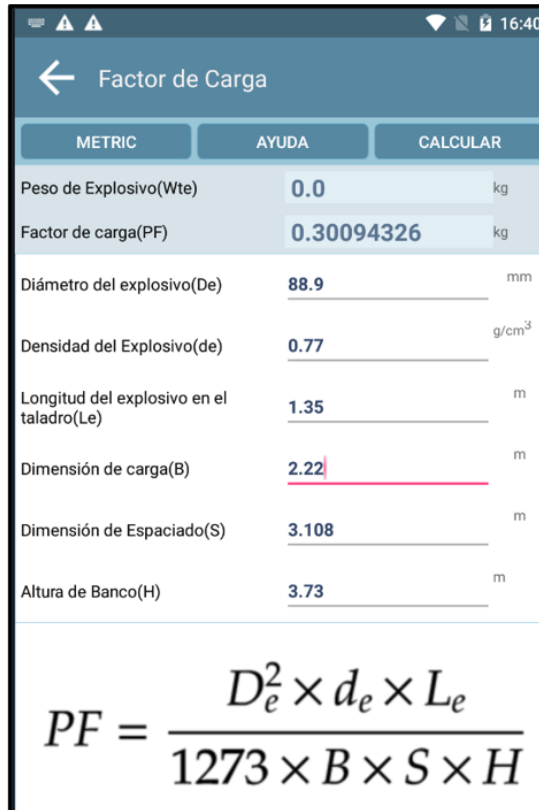 16:40
Factor de Carga
METRIC AYUDA CALCULAR
Peso de Explosivo(Wte) 0.0 kg
Factor de carga(PF) 0.30094326 kg
Diámetro del explosivo(De) 88.9 mm
Densidad del Explosivo(de) 0.77 g/cm³
Longitud del explosivo en el
taladro(Le) 1.35 m
Dimensión de carga(B) 2.22 m
Dimensión de Espaciado(S) 3.108 m
Altura de Banco(H) 3.73 m
PF = \frac{D_e^2 × d_e × L_e}{1273 × B × S × H}